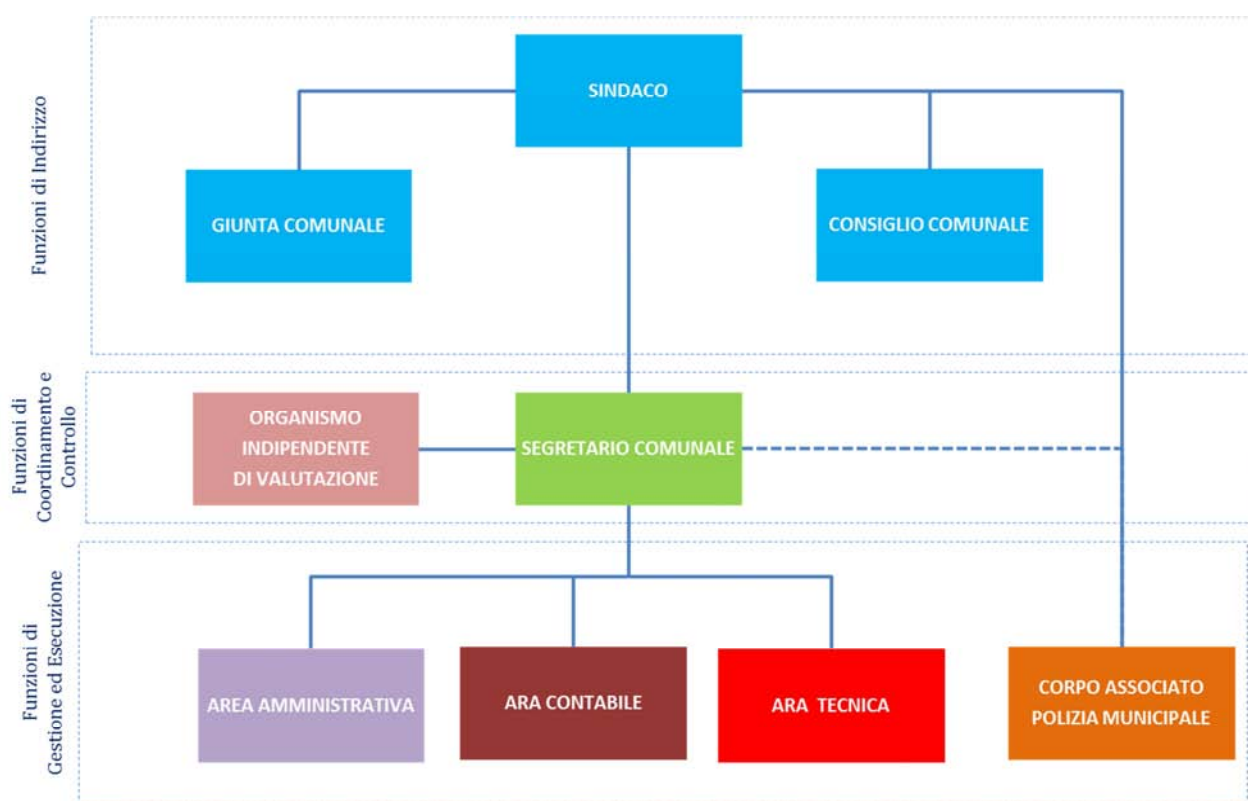 Funzioni di Indirizzo
SINDACO
GIUNTA COMUNALE
CONSIGLIO COMUNALE
Funzioni di
Coordinamento e
Controllo
ORGANISMO
INDIPENDENTE
DI VALUTAZIONE
SEGRETARIO COMUNALE
Funzioni di
Gestione ed Esecuzione
AREA AMMINISTRATIVA
ARA CONTABILE
ARA TECNICA
CORPO ASSOCIATO
POLIZIA MUNICIPALE